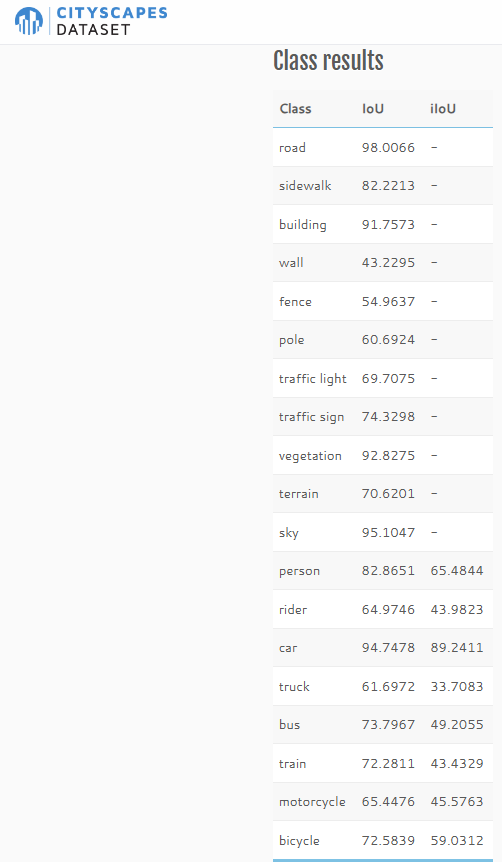 CITYSCAPES
DATASET
Class results
Class IoU iIoU
road 98.0066 -
sidewalk 82.2213 -
building 91.7573 -
wall 43.2295 -
fence 54.9637 -
pole 60.6924 -
traffic light 69.7075 -
traffic sign 74.3298 -
vegetation 92.8275 -
terrain 70.6201 -
sky 95.1047 -
person 82.8651 65.4844
rider 64.9746 43.9823
car 94.7478 89.2411
truck 61.6972 33.7083
bus 73.7967 49.2055
train 72.2811 43.4329
motorcycle 65.4476 45.5763
bicycle 72.5839 59.0312